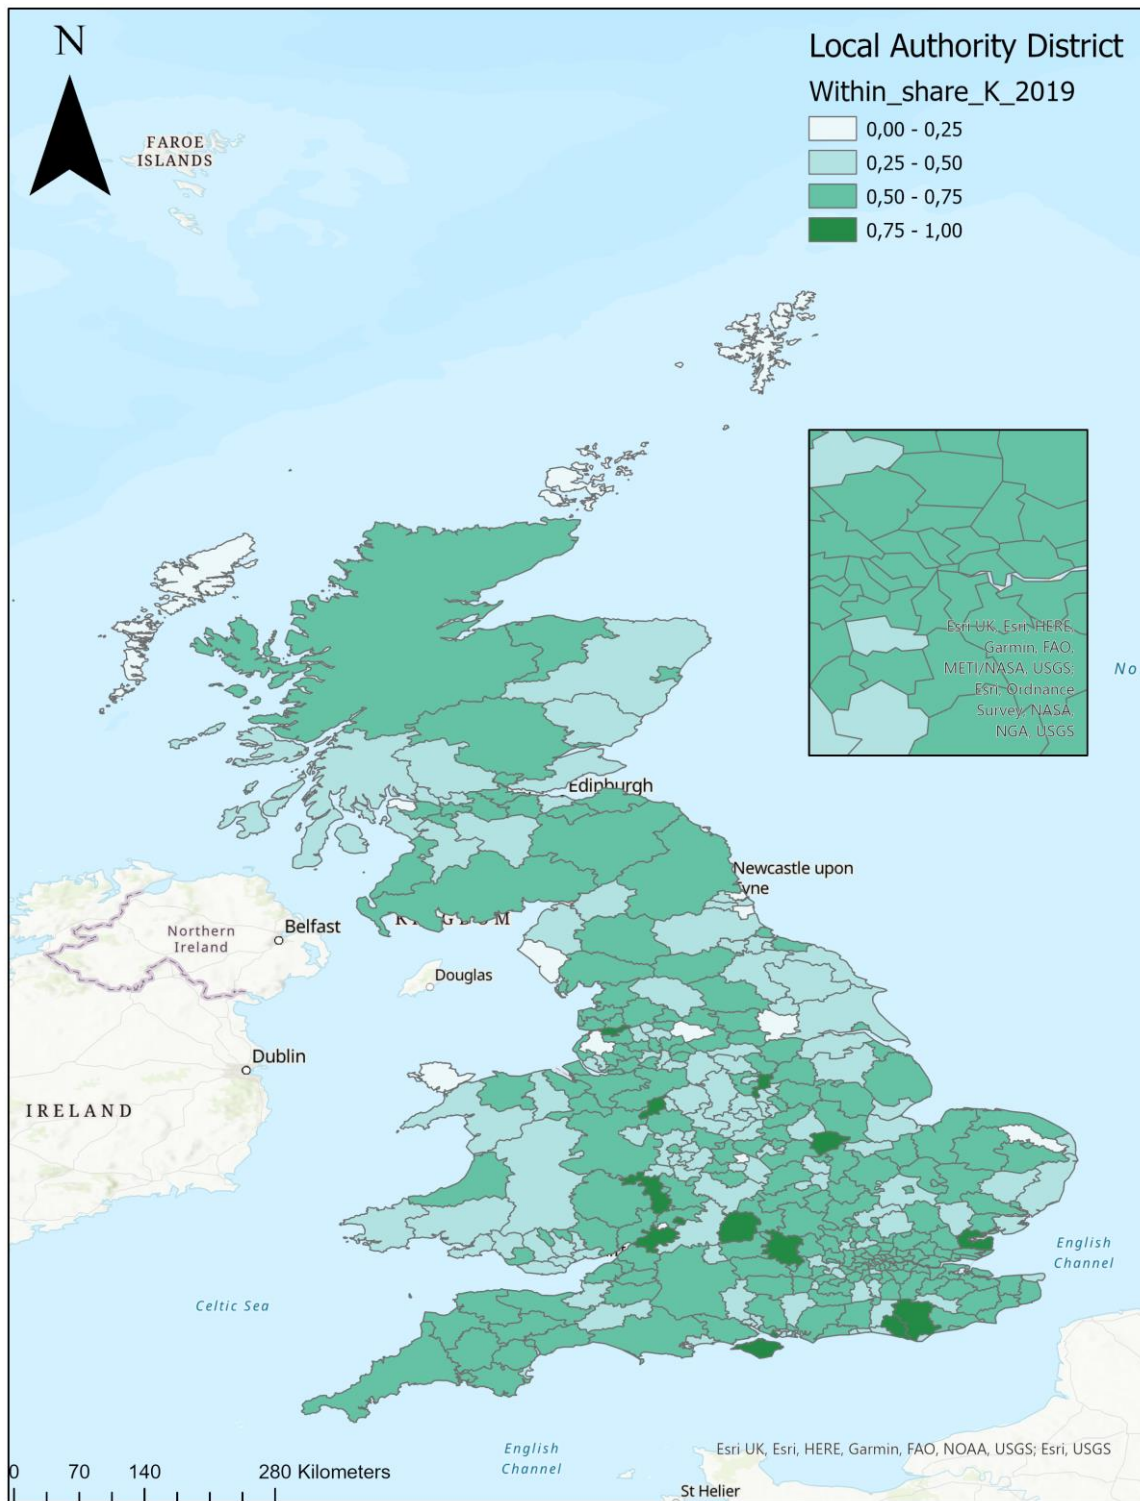 N
Local Authority District
Within_share_K_2019
0,00 - 0,25
0,25 - 0,50
0,50 - 0,75
0,75 - 1,00
FAROE
ISLANDS
Esri UK, Esri, HERE,
Garmin, FAO,
METI/NASA, USGS;
Esri, Ordnance
Survey, NASA,
NGA, USGS
No
Edinburgh
Newcastle upon
Tyne
KINGDOM
Northern
Ireland
Belfast
Douglas
Dublin
IRELAND
English
Channel
Celtic Sea
English
Channel
Esri UK, Esri, HERE, Garmin, FAO, NOAA, USGS; Esri, USGS
0 70 140 280 Kilometers
St Helier